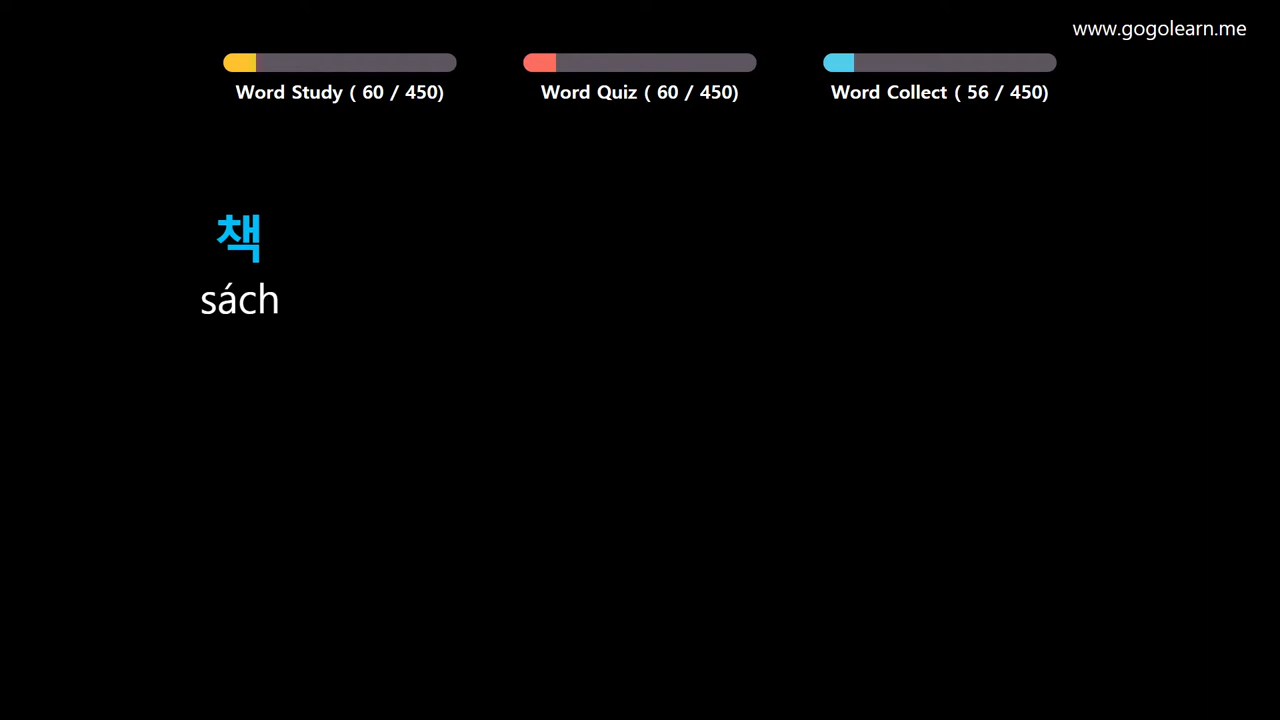 www.gogolearn.me
Word Study ( 60 / 450)
Word Quiz ( 60 / 450)
Word Collect ( 56 / 450)
책
sách